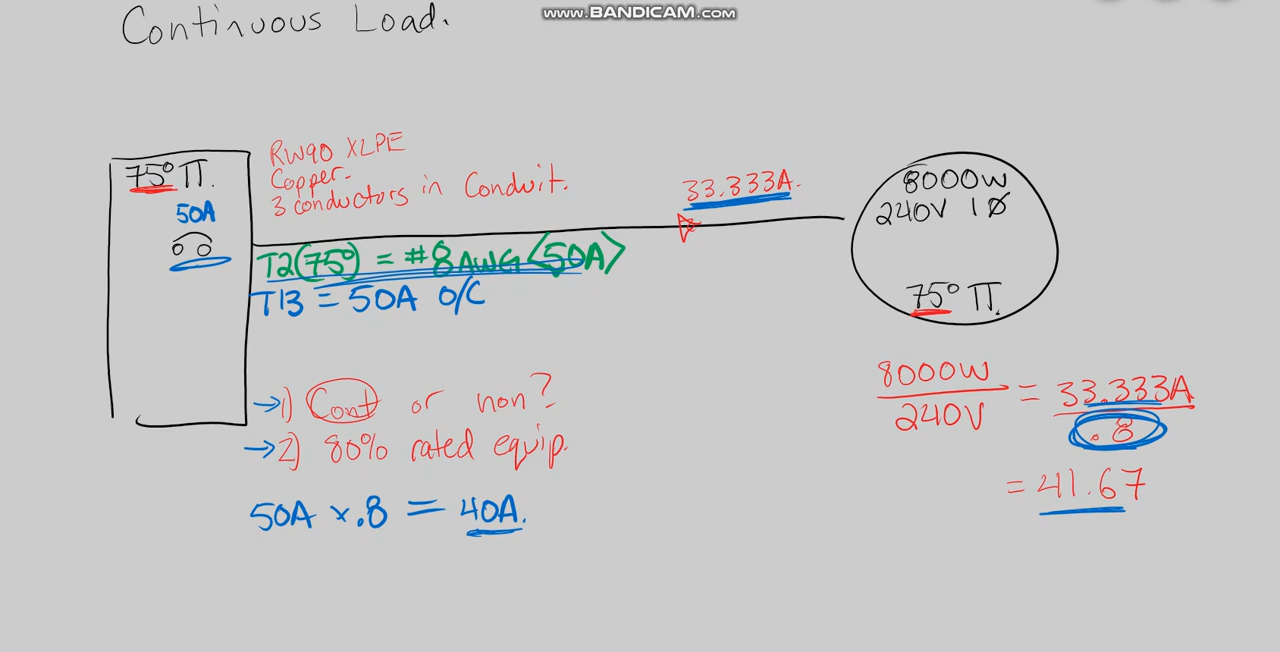 www.BANDICAM.com
Continuous Load.
75° TT.
50A
RW90 XLPE
Copper.
3 conductors in Conduit.
33.333A.
8000W
240V 1Ø
75° TT.
T2(75°) = #8 AWG <50A>
T13 = 50A O/C
→1) Cont or non?
→2) 80% rated equip.
50A x .8 = 40A.
8000W
240V
= 33.333A
.8
= 41.67